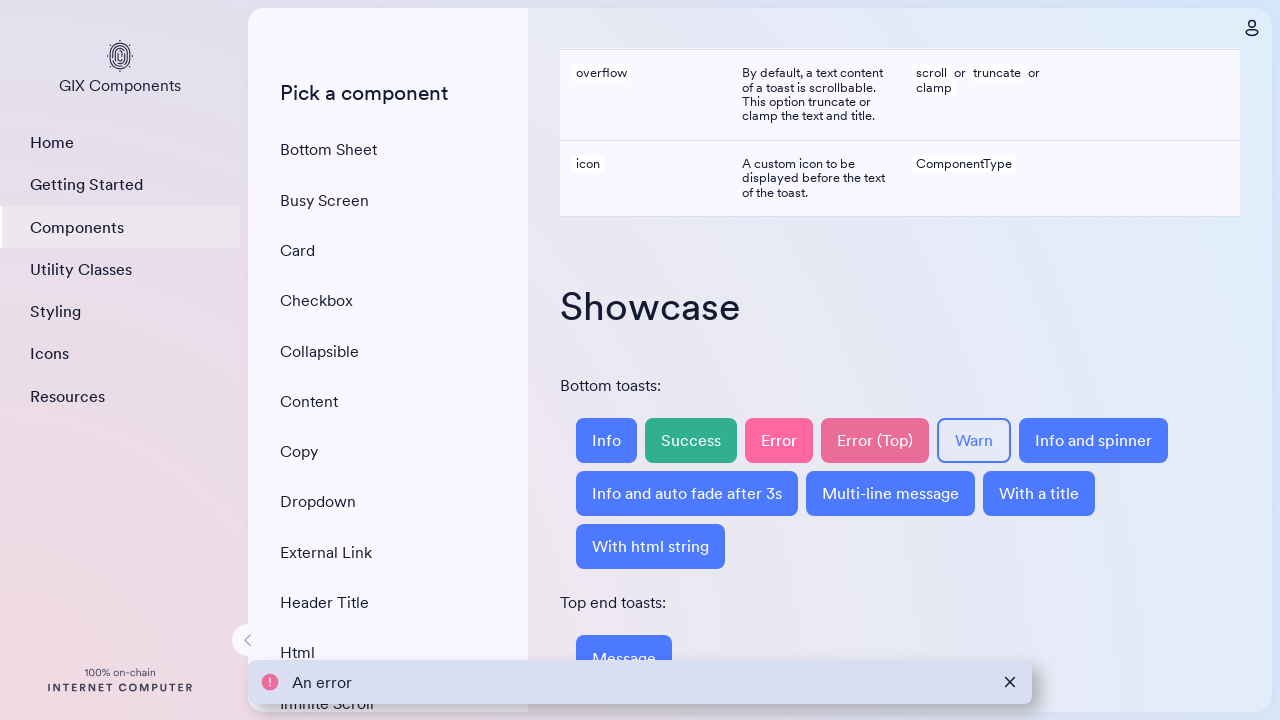 GIX Components
Home
Getting Started
Components
Utility Classes
Styling
Icons
Resources
100% on-chain
INTERNET COMPUTER
Pick a component
Bottom Sheet
Busy Screen
Card
Checkbox
Collapsible
Content
Copy
Dropdown
External Link
Header Title
Html
Infinite Scroll
overflow
By default, a text content
of a toast is scrollable.
This option truncate or
clamp the text and title.
scroll or truncate or
clamp
icon
A custom icon to be
displayed before the text
of the toast.
ComponentType
Showcase
Bottom toasts:
Info Success Error Error (Top) Warn Info and spinner
Info and auto fade after 3s Multi-line message With a title
With html string
Top end toasts:
Message
An error